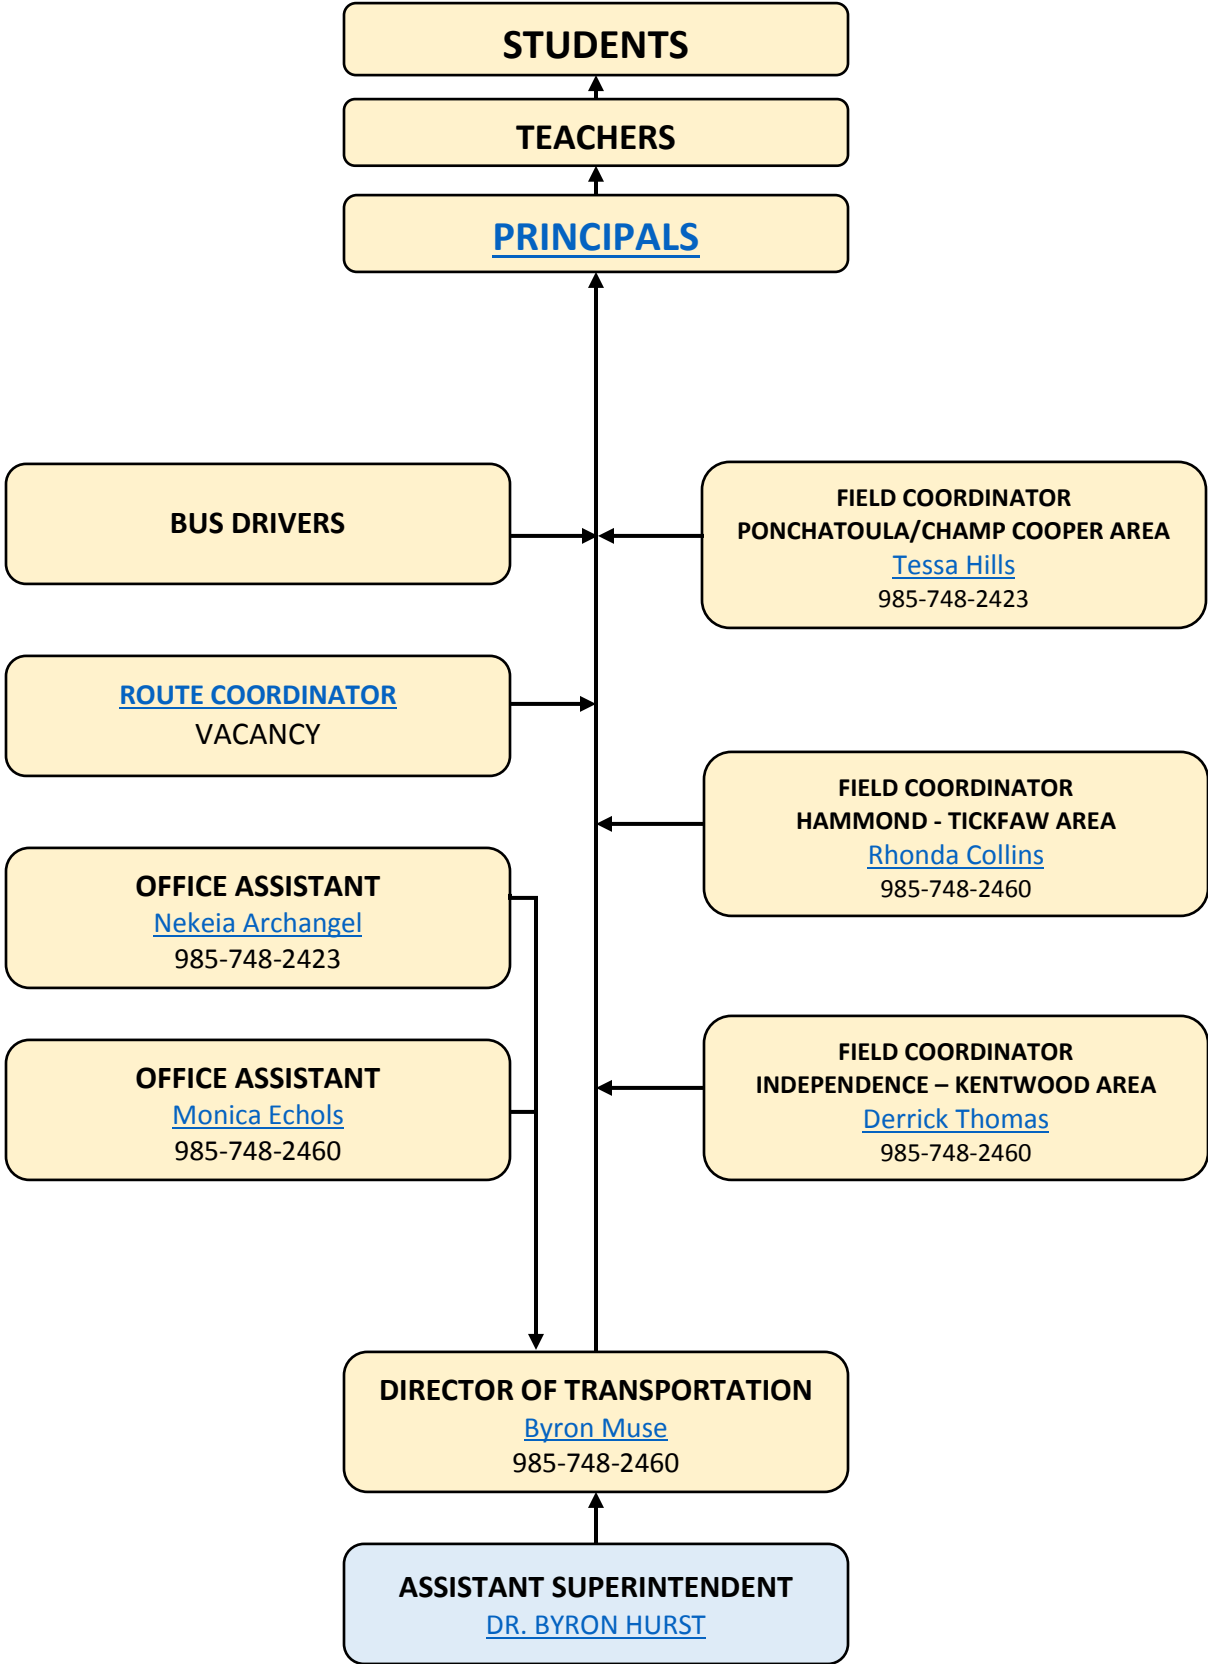 STUDENTS
TEACHERS
PRINCIPALS
BUS DRIVERS
FIELD COORDINATOR
PONCHATOULA/CHAMP COOPER AREA
Tessa Hills
985-748-2423
ROUTE COORDINATOR
VACANCY
FIELD COORDINATOR
HAMMOND - TICKFAW AREA
Rhonda Collins
985-748-2460
OFFICE ASSISTANT
Nekeia Archangel
985-748-2423
OFFICE ASSISTANT
Monica Echols
985-748-2460
FIELD COORDINATOR
INDEPENDENCE – KENTWOOD AREA
Derrick Thomas
985-748-2460
DIRECTOR OF TRANSPORTATION
Byron Muse
985-748-2460
ASSISTANT SUPERINTENDENT
DR. BYRON HURST